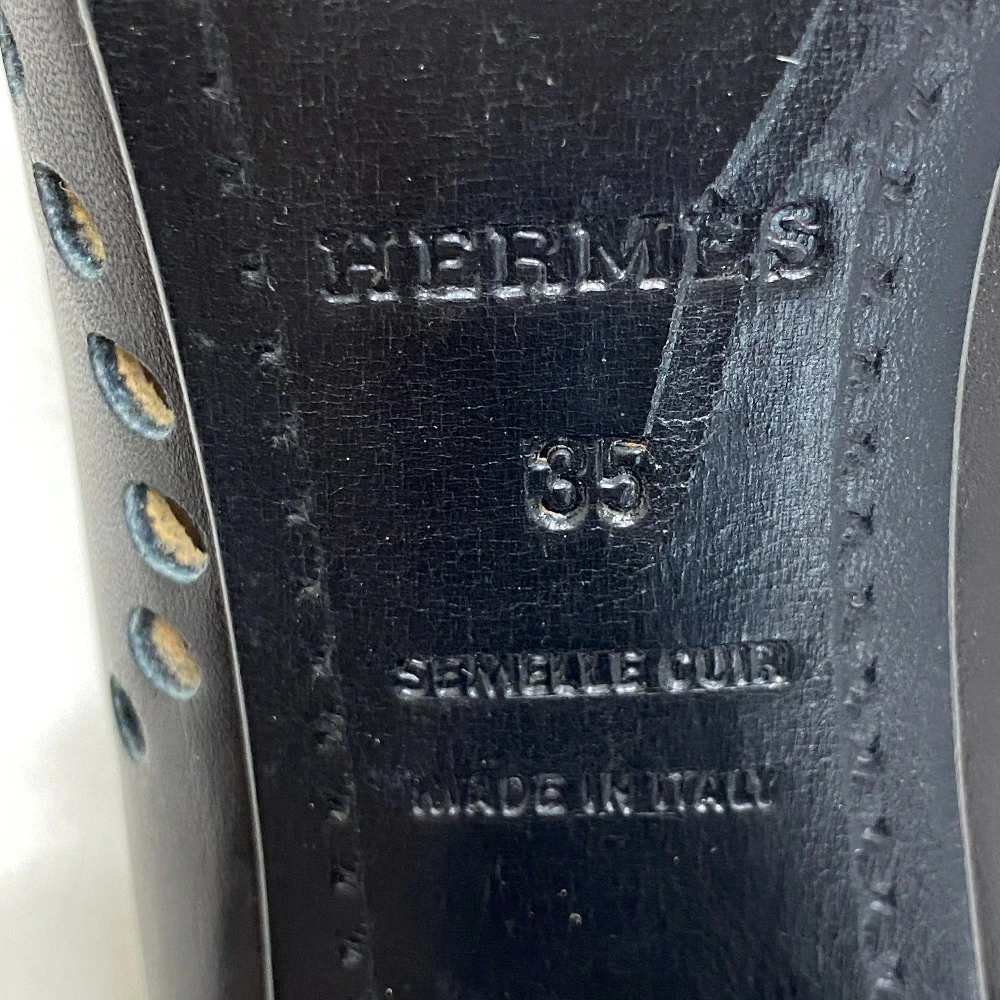 HERMES
35
SEMELLE CUIR
MADE IN ITALY